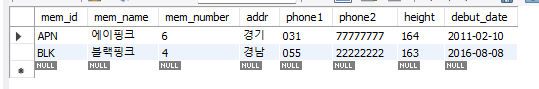 mem_id mem_name mem_number addr phone1 phone2 height debut_date
APN 에이핑크 6 경기 031 77777777 164 2011-02-10
BLK 블랙핑크 4 경남 055 22222222 163 2016-08-08
NULL NULL NULL NULL NULL NULL NULL NULL